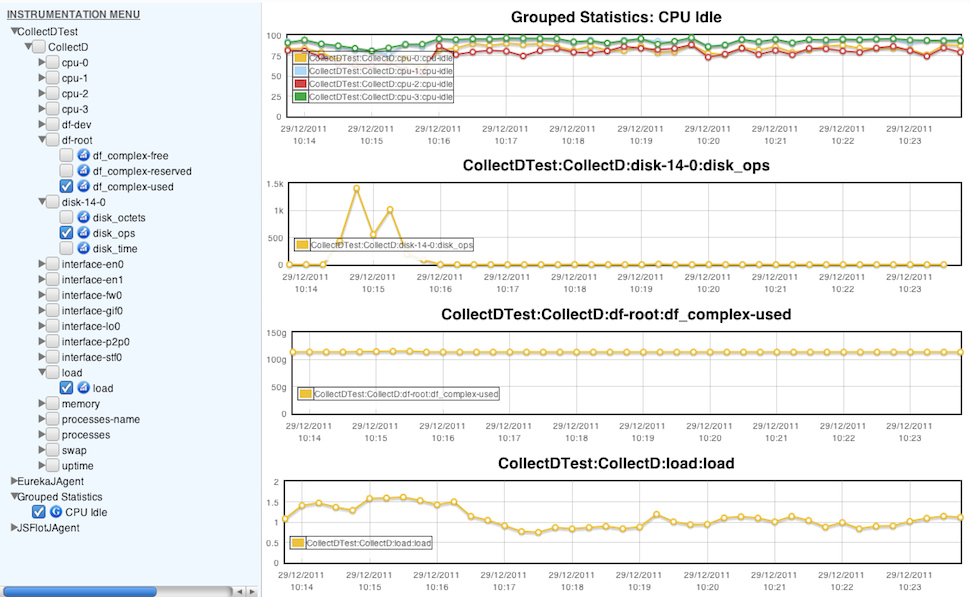 INSTRUMENTATION MENU
CollectDTest
CollectD
cpu-0
cpu-1
cpu-2
cpu-3
df-dev
df-root
df_complex-free
df_complex-reserved
df_complex-used
disk-14-0
disk_octets
disk_ops
disk_time
interface-en0
interface-en1
interface-fw0
interface-gif0
interface-lo0
interface-p2p0
interface-stf0
load
load
memory
processes-name
processes
swap
uptime
EurekaJAgent
Grouped Statistics
CPU Idle
JSFlotJAgent
Grouped Statistics: CPU Idle
100
75
50
25
0
CollectDTest:CollectD:cpu-0:cpu-idle
CollectDTest:CollectD:cpu-1:cpu-idle
CollectDTest:CollectD:cpu-2:cpu-idle
CollectDTest:CollectD:cpu-3:cpu-idle
29/12/2011 29/12/2011 29/12/2011 29/12/2011 29/12/2011 29/12/2011 29/12/2011 29/12/2011 29/12/2011 29/12/2011
10:14 10:15 10:16 10:17 10:18 10:19 10:20 10:21 10:22 10:23
CollectDTest:CollectD:disk-14-0:disk_ops
1.5k
1k
500
0
CollectDTest:CollectD:disk-14-0:disk_ops
29/12/2011 29/12/2011 29/12/2011 29/12/2011 29/12/2011 29/12/2011 29/12/2011 29/12/2011 29/12/2011 29/12/2011
10:14 10:15 10:16 10:17 10:18 10:19 10:20 10:21 10:22 10:23
CollectDTest:CollectD:df-root:df_complex-used
150g
100g
50g
0
CollectDTest:CollectD:df-root:df_complex-used
29/12/2011 29/12/2011 29/12/2011 29/12/2011 29/12/2011 29/12/2011 29/12/2011 29/12/2011 29/12/2011 29/12/2011
10:14 10:15 10:16 10:17 10:18 10:19 10:20 10:21 10:22 10:23
CollectDTest:CollectD:load:load
2
1.5
1
0.5
0
CollectDTest:CollectD:load:load
29/12/2011 29/12/2011 29/12/2011 29/12/2011 29/12/2011 29/12/2011 29/12/2011 29/12/2011 29/12/2011 29/12/2011
10:14 10:15 10:16 10:17 10:18 10:19 10:20 10:21 10:22 10:23